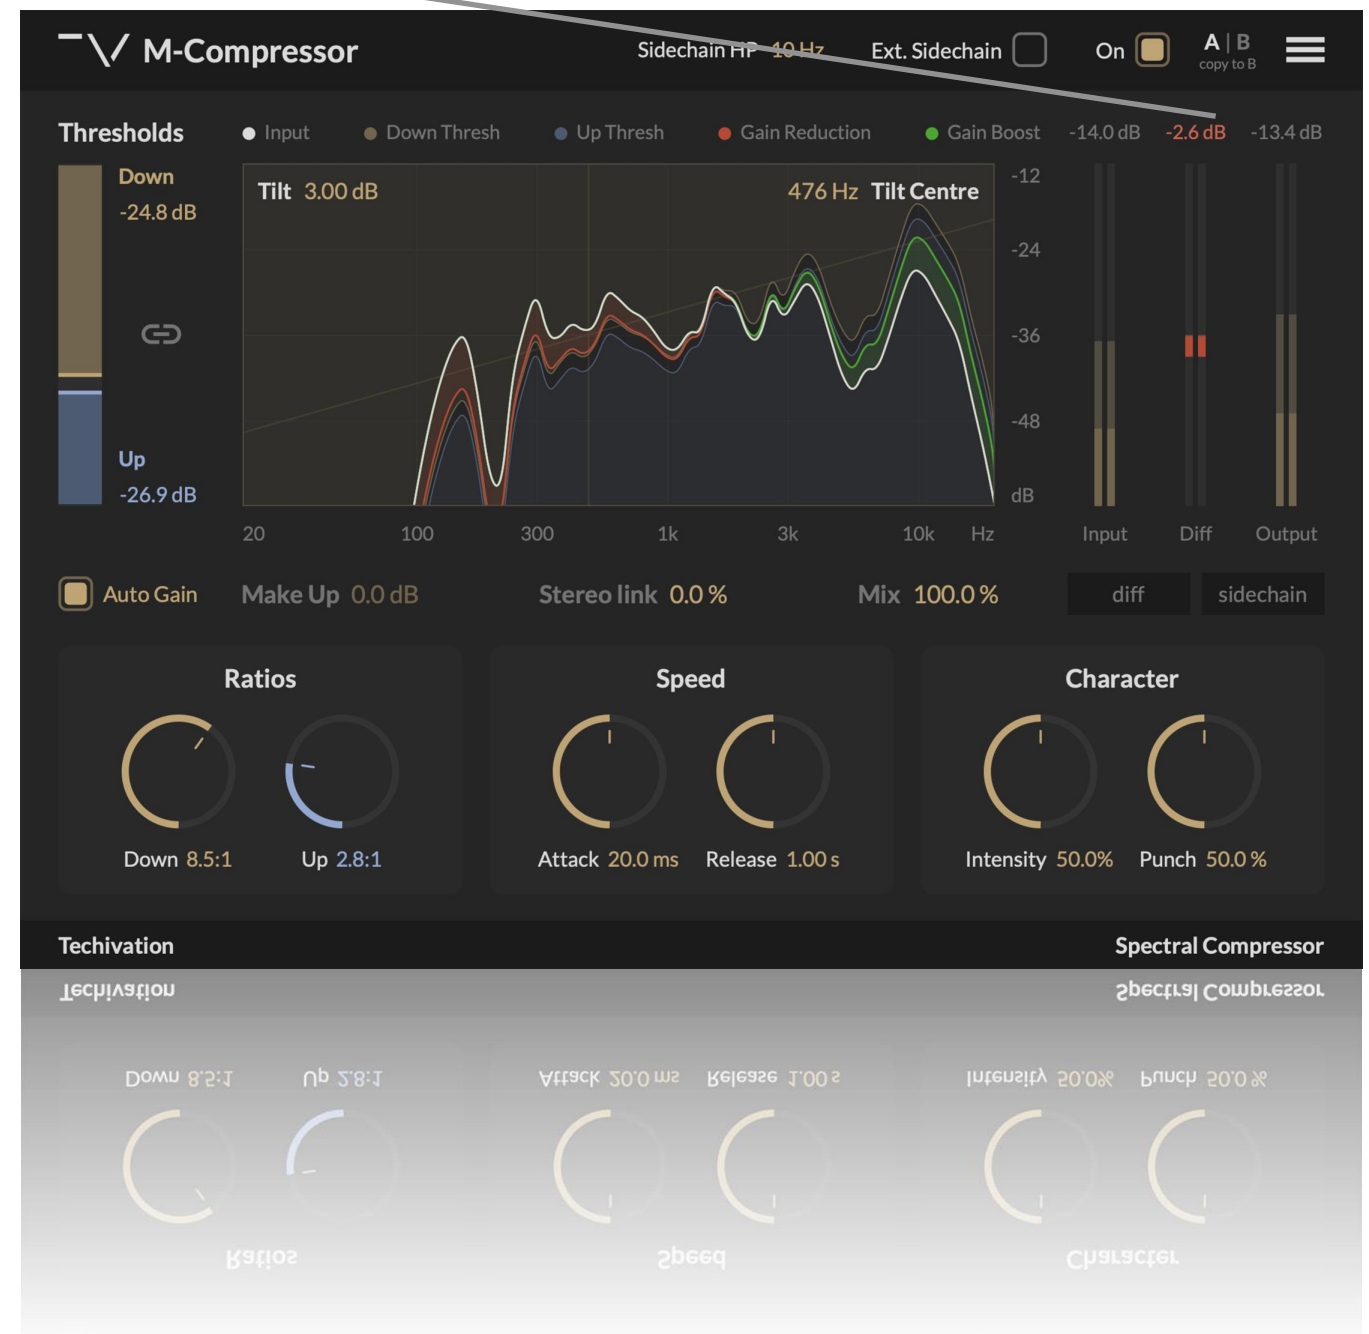 M-Compressor
Sidechain HP 10 Hz Ext. Sidechain On A | B
copy to B
Thresholds Input Down Thresh Up Thresh Gain Reduction Gain Boost -14.0 dB -2.6 dB -13.4 dB
Down
-24.8 dB
Tilt 3.00 dB 476 Hz Tilt Centre
-12
-24
-36
-48
dB
Up
-26.9 dB
20 100 300 1k 3k 10k Hz Input Diff Output
Auto Gain Make Up 0.0 dB Stereo link 0.0 % Mix 100.0 % diff sidechain
Ratios Speed Character
Down 8.5:1 Up 2.8:1 Attack 20.0 ms Release 1.00 s Intensity 50.0% Punch 50.0 %
Techivation Spectral Compressor
Techivation Spectral Compressor
Down 8.5:1 Up 2.8:1 Attack 20.0 ms Release 1.00 s Intensity 50.0% Punch 50.0 %
Ratios Speed Character